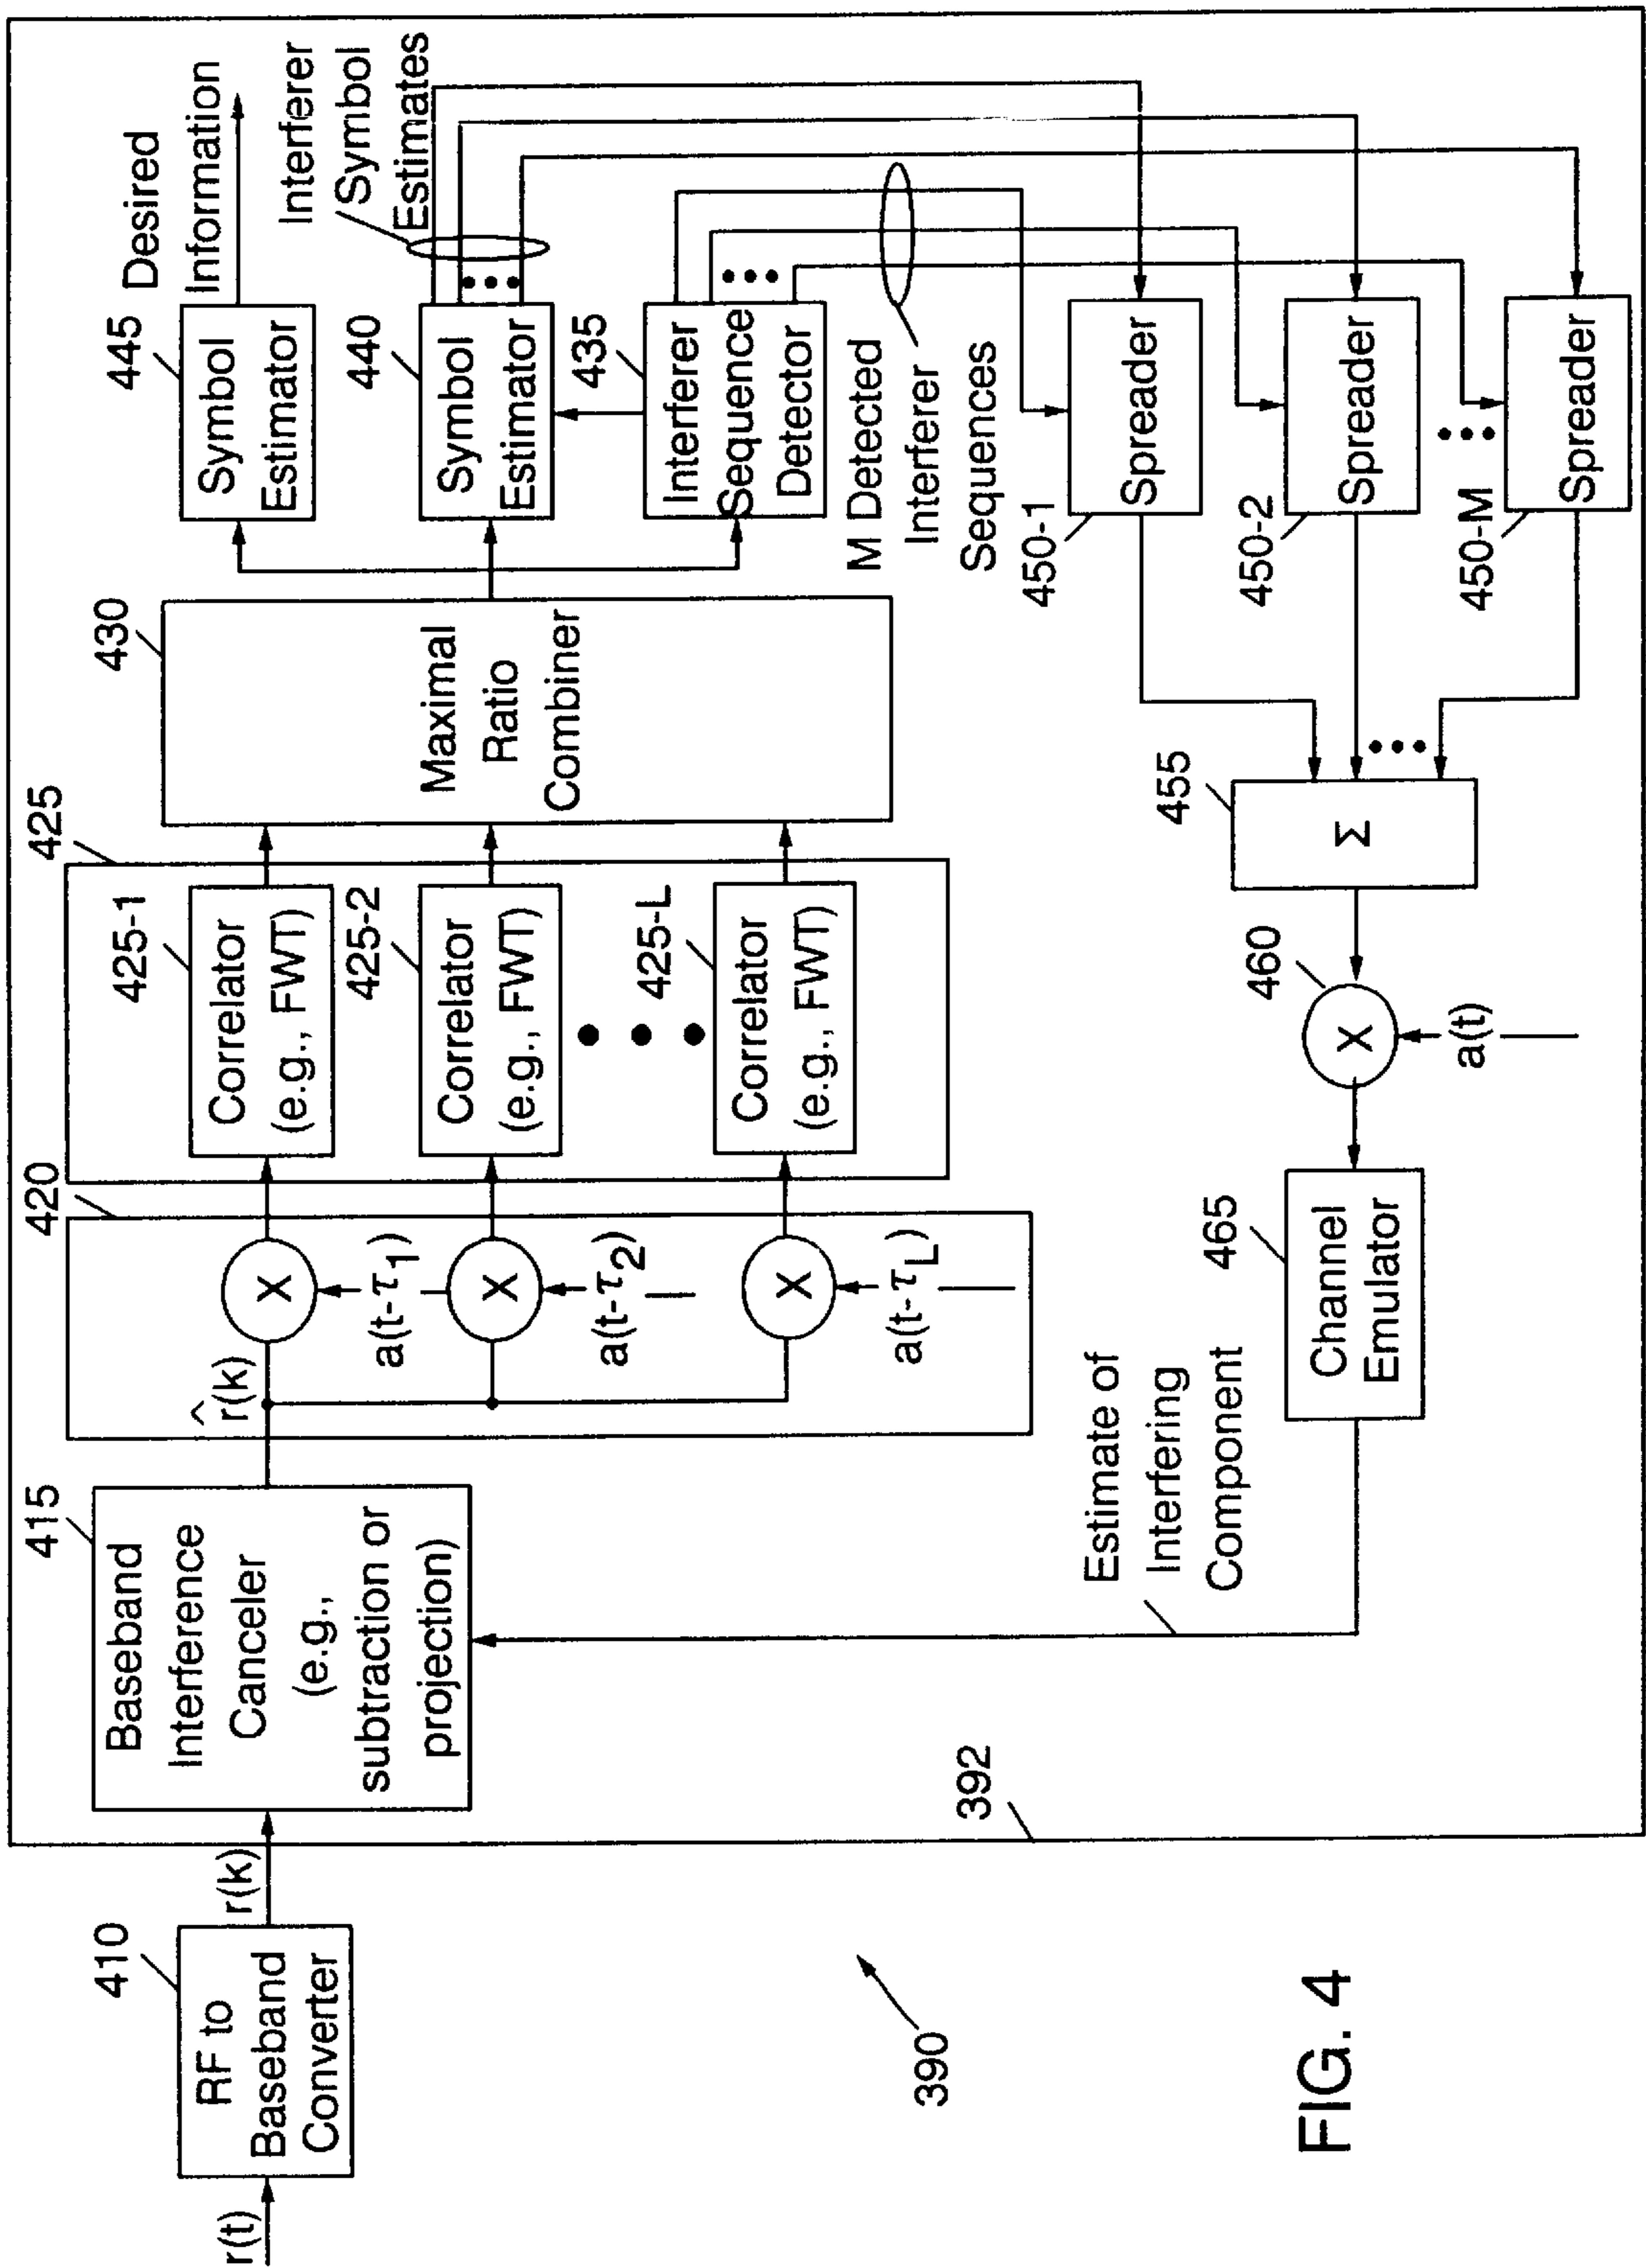 r(t)
410
RF to
Baseband
Converter
r(k)
415
Baseband
Interference
Canceler
(e.g.,
subtraction or
projection)
420
r̂(k)
X
a(t-τ1)
X
a(t-τ2)
X
a(t-τL)
425
425-1
Correlator
(e.g., FWT)
425-2
Correlator
(e.g., FWT)
425-L
Correlator
(e.g., FWT)
430
Maximal
Ratio
Combiner
445
Symbol
Estimator
Desired
Information
440
Symbol
Estimator
Interferer
Symbol
Estimates
435
Interferer
Sequence
Detector
M Detected
Interferer
Sequences
450-1
Spreader
450-2
Spreader
450-M
Spreader
455
Σ
460
X
a(t)
465
Channel
Emulator
Estimate of
Interfering
Component
392
390
FIG. 4